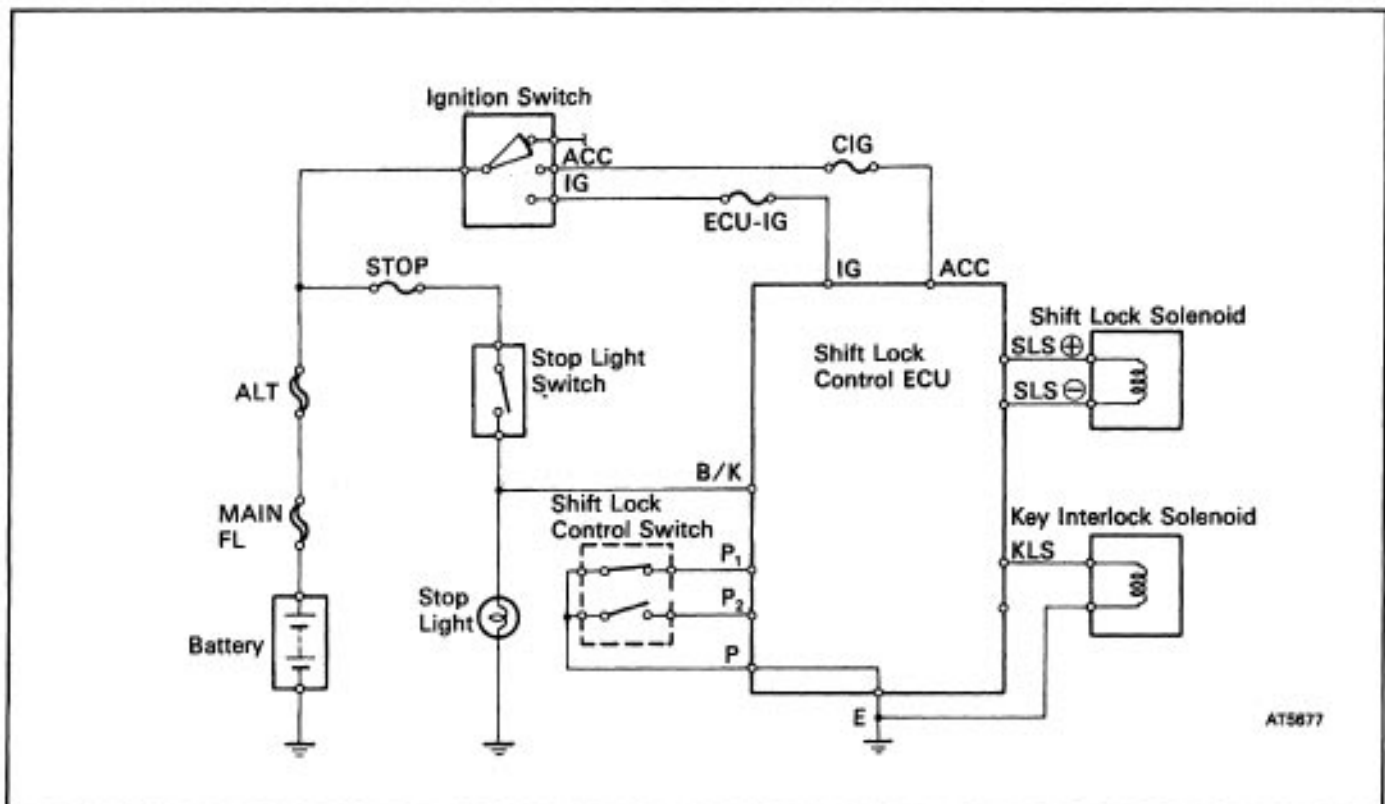 Ignition Switch
CIG
ACC
IG
ECU-IG
STOP
IG
ACC
Shift Lock Solenoid
Stop Light
Switch
Shift Lock
Control ECU
SLS ⊕
SLS ⊖
ALT
B/K
Shift Lock
Control Switch
MAIN
FL
Key Interlock Solenoid
P₁
KLS
P₂
Stop
Light
Battery
P
E
AT5677